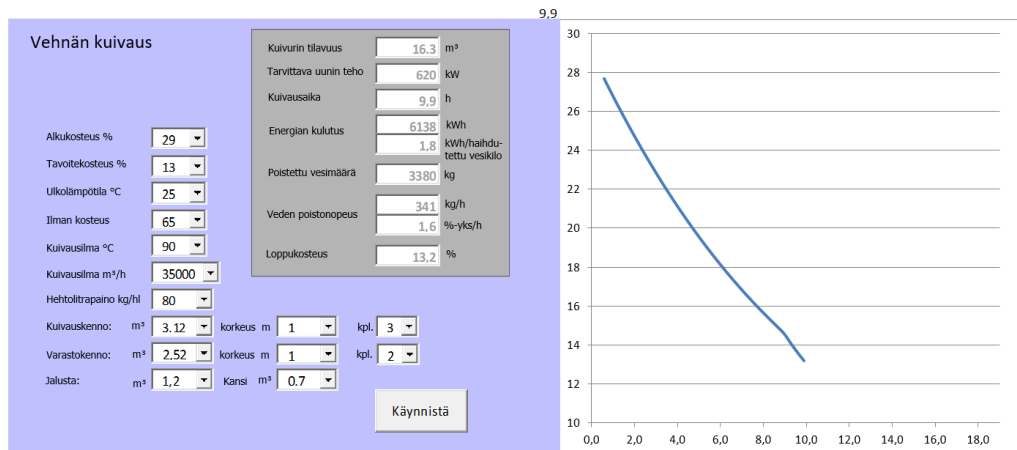 9,9
Vehnän kuivaus
Kuivurin tilavuus 16.3 m³
Tarvittava uunin teho 620 kW
Kuivausaika 9,9 h
Energian kulutus 6138 kWh
1,8 kWh/haihdu-
tettu vesikilo
Poistettu vesimäärä 3380 kg
Veden poistonopeus 341 kg/h
1,6 %-yks/h
Loppukosteus 13,2 %
Alkukosteus % 29
Tavoitekosteus % 13
Ulkolämpötila °C 25
Ilman kosteus 65
Kuivausilma °C 90
Kuivausilma m³/h 35000
Hehtolitrapaino kg/hl 80
Kuivauskenno: m³ 3.12 korkeus m 1 kpl. 3
Varastokenno: m³ 2.52 korkeus m 1 kpl. 2
Jalusta: m³ 1,2 Kansi m³ 0.7
Käynnistä
30
28
26
24
22
20
18
16
14
12
10
0,0 2,0 4,0 6,0 8,0 10,0 12,0 14,0 16,0 18,0